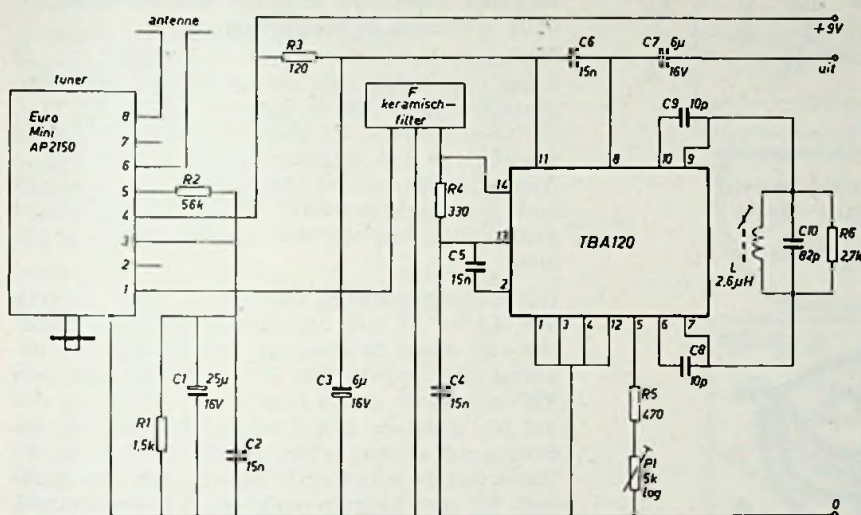 antenne
tuner
Euro
Mini
AP2150
8
7
6
5
4
3
2
1
R2
56k
R3
120
F
keramisch-
filter
C6
15n
C7
6µ
16V
+9V
uit
C9
10p
11
8
10
9
14
13
2
R4
330
C5
15n
TBA120
L
2,6µH
C10
82p
R6
2,7k
1
3
4
12
5
6
7
C8
10p
R1
1,5k
C1
25µ
16V
C2
15n
C3
6µ
16V
C4
15n
R5
470
P1
5k
log
0